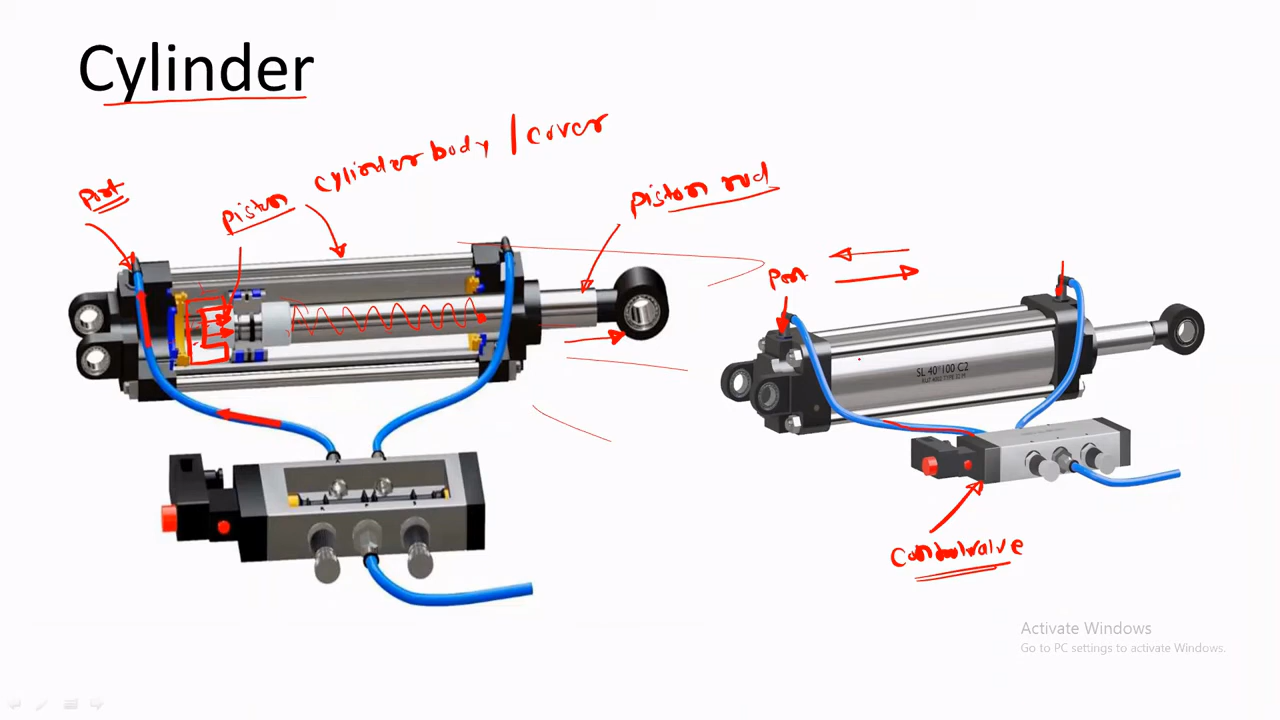 Cylinder
cylinder body / cover
port
piston
piston rod
port
SL 40*100 C2
Control valve
Activate Windows
Go to PC settings to activate Windows.